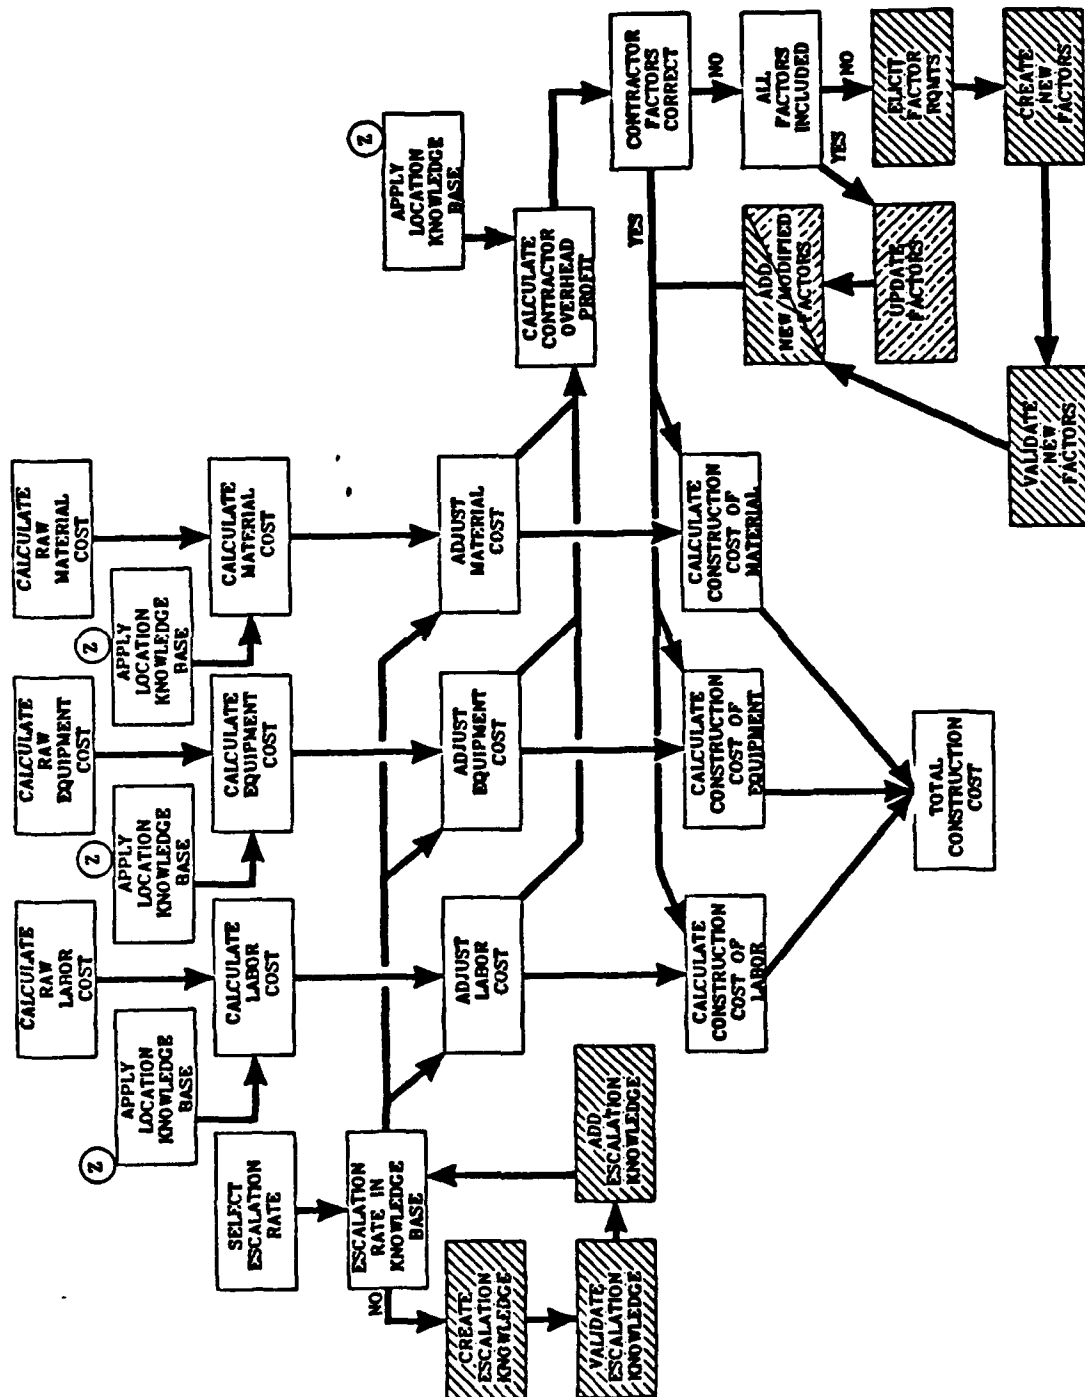 CALCULATE
RAW
LABOR
COST
CALCULATE
RAW
EQUIPMENT
COST
CALCULATE
RAW
MATERIAL
COST
Z
APPLY
LOCATION
KNOWLEDGE
BASE
Z
APPLY
LOCATION
KNOWLEDGE
BASE
Z
APPLY
LOCATION
KNOWLEDGE
BASE
SELECT
ESCALATION
RATE
CALCULATE
LABOR
COST
CALCULATE
EQUIPMENT
COST
CALCULATE
MATERIAL
COST
Z
APPLY
LOCATION
KNOWLEDGE
BASE
ESCALATION
RATE IN
KNOWLEDGE
BASE
NO
CREATE
ESCALATION
KNOWLEDGE
ADJUST
LABOR
COST
ADJUST
EQUIPMENT
COST
ADJUST
MATERIAL
COST
CALCULATE
CONTRACTOR
OVERHEAD
PROFIT
VALIDATE
ESCALATION
KNOWLEDGE
ADD
ESCALATION
KNOWLEDGE
CONTRACTOR
FACTORS
CORRECT
YES
NO
CALCULATE
CONSTRUCTION
COST OF
LABOR
CALCULATE
CONSTRUCTION
COST OF
EQUIPMENT
CALCULATE
CONSTRUCTION
COST OF
MATERIAL
ADD
NEW MODIFIED
FACTORS
ALL
FACTORS
INCLUDED
YES
NO
UPDATE
FACTORS
ELICIT
FACTOR
RQMTS
TOTAL
CONSTRUCTION
COST
VALIDATE
NEW
FACTORS
CREATE
NEW
FACTORS